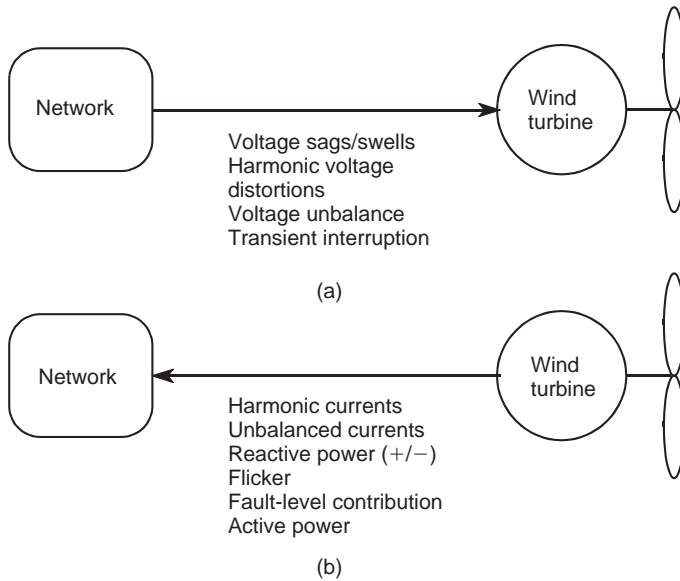 Network
Wind
turbine
Voltage sags/swells
Harmonic voltage
distortions
Voltage unbalance
Transient interruption
(a)
Network
Wind
turbine
Harmonic currents
Unbalanced currents
Reactive power (+/−)
Flicker
Fault-level contribution
Active power
(b)